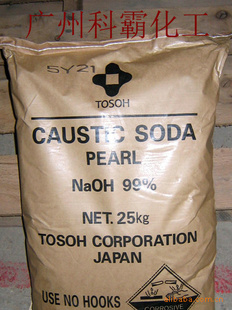 广州科霸化工
5Y21
TOSOH
CAUSTIC SODA
PEARL
NaOH 99%
NET. 25kg
TOSOH CORPORATION
JAPAN
USE NO HOOKS
CORROSIVE